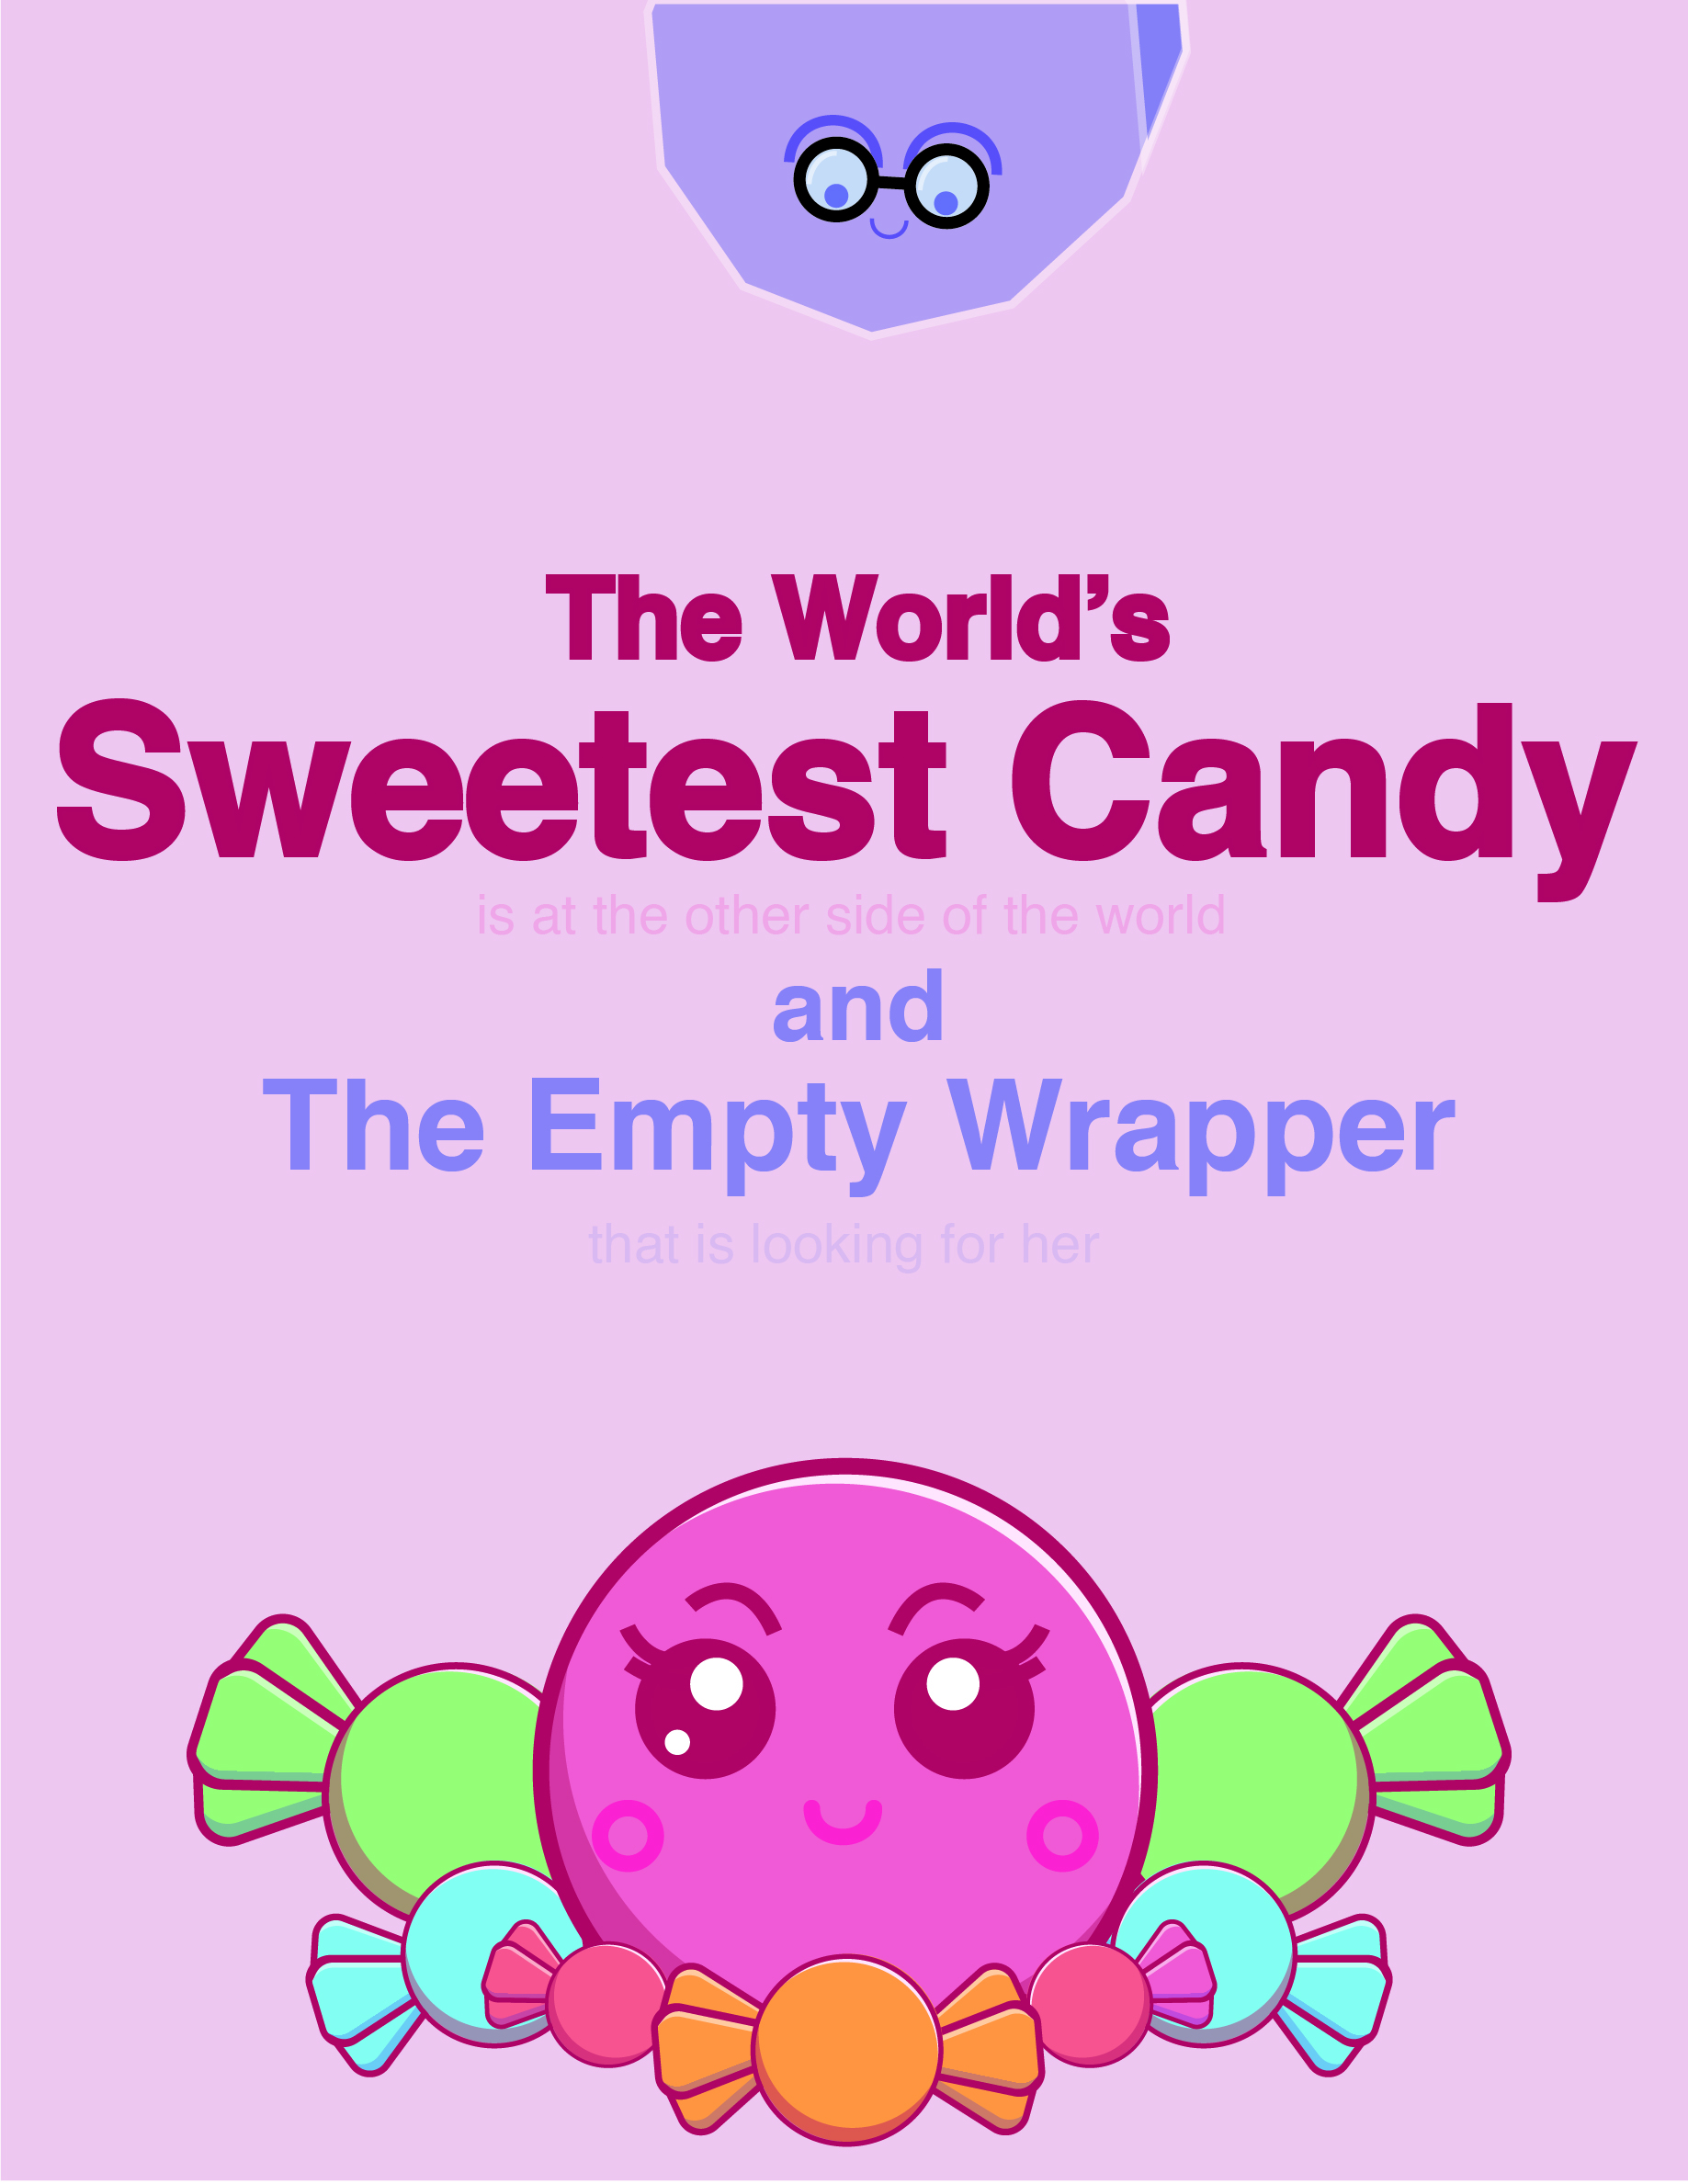 The World’s
Sweetest Candy
is at the other side of the world
and
The Empty Wrapper
that is looking for her